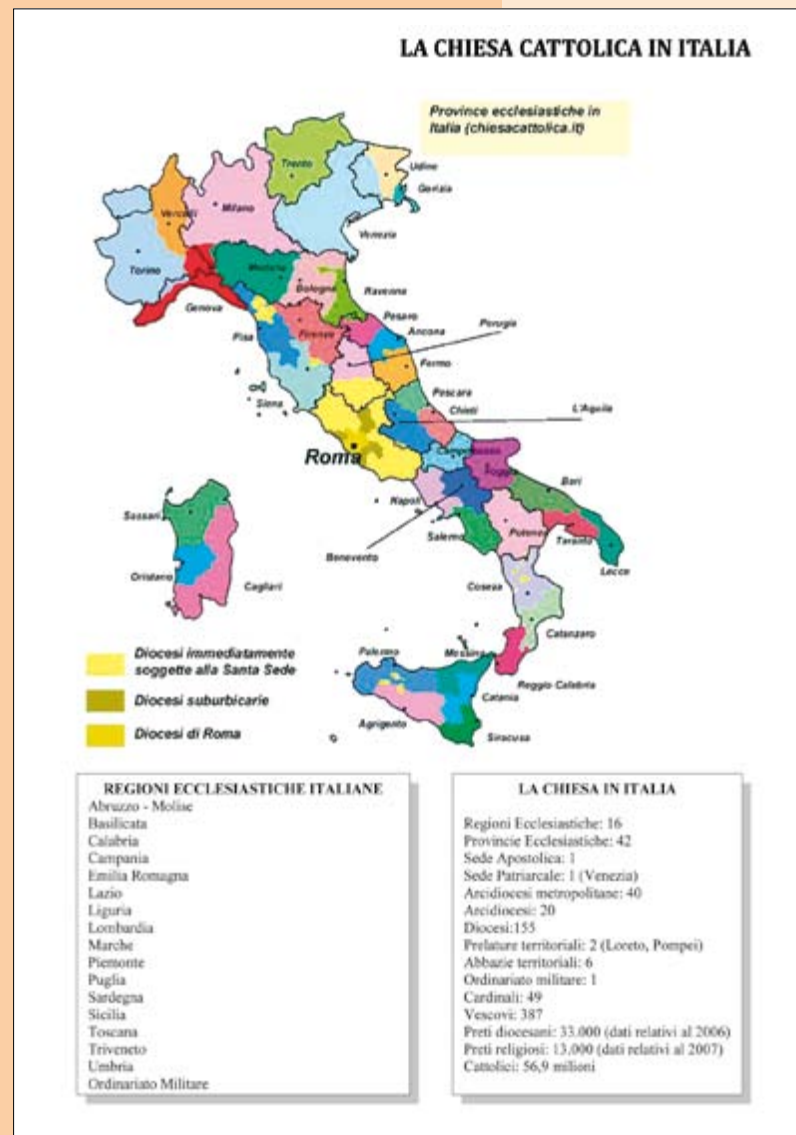 LA CHIESA CATTOLICA IN ITALIA
Province ecclesiastiche in
Italia (chiesacattolica.it)
Trento
Udine
Gorizia
Vercelli
Milano
Venezia
Torino
Modena
Bologna
Ravenna
Genova
Pesaro
Perugia
Ancona
Pisa
Firenze
Fermo
Pescara
Siena
Chieti
L'Aquila
Roma
Campobasso
Foggia
Bari
Napoli
Sassari
Salerno
Potenza
Taranto
Benevento
Lecce
Oristano
Cagliari
Coseza
Catanzaro
Diocesi immediatamente
soggette alla Santa Sede
Palermo
Messina
Reggio Calabria
Diocesi suburbicarie
Catania
Agrigento
Diocesi di Roma
Siracusa
REGIONI ECCLESIASTICHE ITALIANE
Abruzzo - Molise
Basilicata
Calabria
Campania
Emilia Romagna
Lazio
Liguria
Lombardia
Marche
Piemonte
Puglia
Sardegna
Sicilia
Toscana
Triveneto
Umbria
Ordinariato Militare
LA CHIESA IN ITALIA
Regioni Ecclesiastiche: 16
Provincie Ecclesiastiche: 42
Sede Apostolica: 1
Sede Patriarcale: 1 (Venezia)
Arcidiocesi metropolitane: 40
Arcidiocesi: 20
Diocesi:155
Prelature territoriali: 2 (Loreto, Pompei)
Abbazie territoriali: 6
Ordinariato militare: 1
Cardinali: 49
Vescovi: 387
Preti diocesani: 33.000 (dati relativi al 2006)
Preti religiosi: 13.000 (dati relativi al 2007)
Cattolici: 56,9 milioni